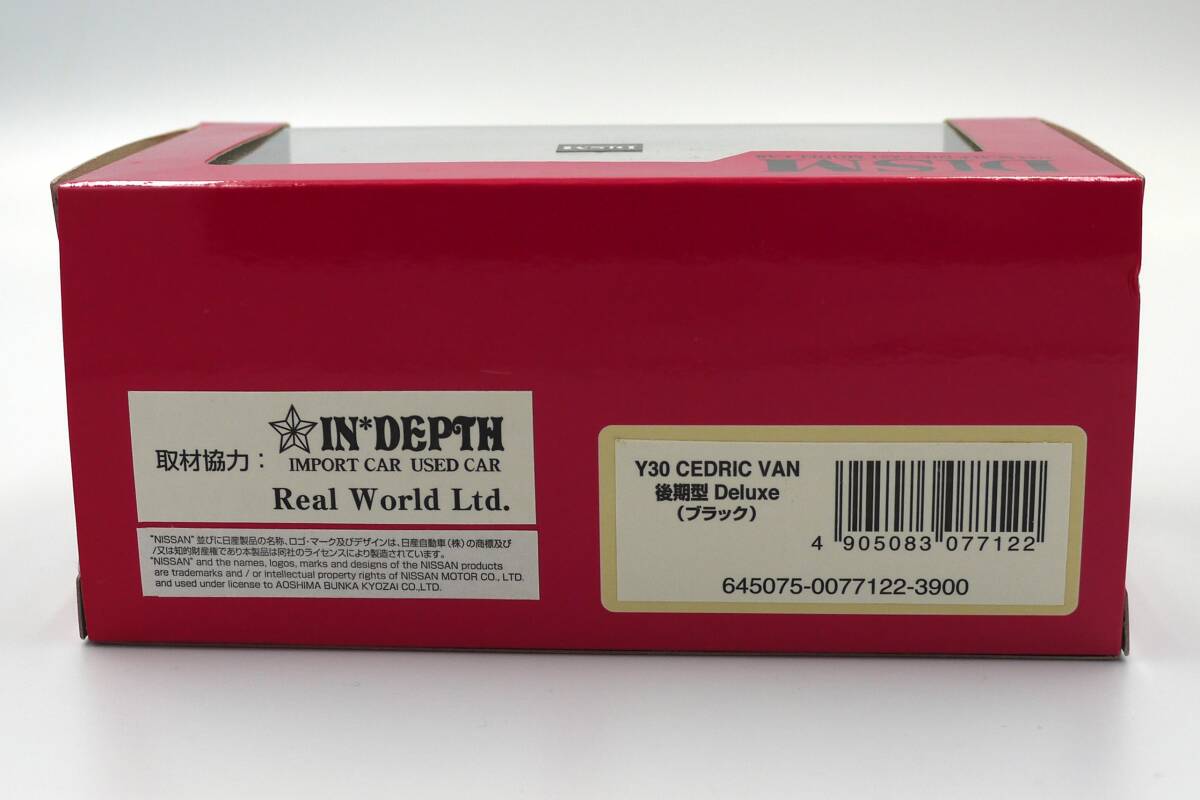 DISM
DISM
IN*DEPTH
取材協力：
IMPORT CAR USED CAR
Real World Ltd.
"NISSAN" 並びに日産製品の名称、ロゴ・マーク及びデザインは、日産自動車（株）の商標及び
/又は知的財産権であり本製品は同社のライセンスにより製造されています。
"NISSAN" and the names, logos, marks and designs of the NISSAN products
are trademarks and / or intellectual property rights of NISSAN MOTOR CO., LTD.
and used under license to AOSHIMA BUNKA KYOZAI CO.,LTD.
Y30 CEDRIC VAN
後期型 Deluxe
（ブラック）
4 905083 077122
645075-0077122-3900